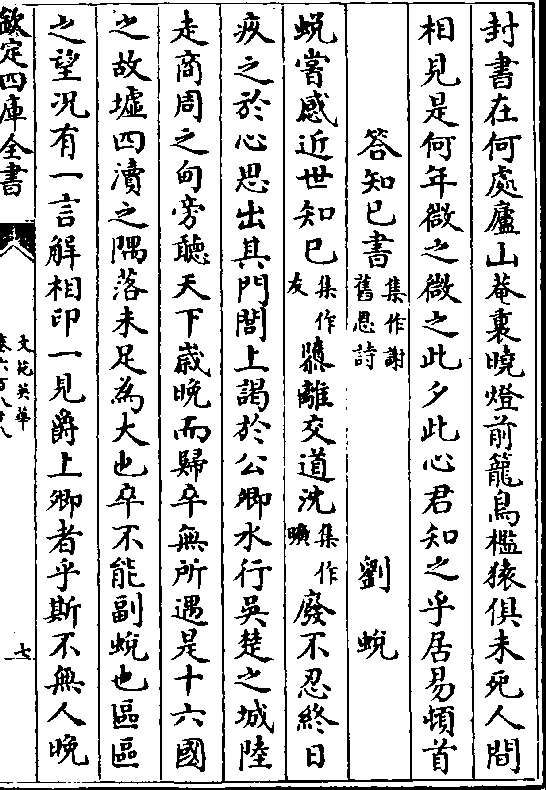 封書在何處廬山菴裏曉燈前籠鳥檻猿俱未死人間
相見是何年微之微之此夕此心君知之乎居易頓首
答知己書集作謝舊恩詩 劉蛻
蛻嘗感近世知己集作友隳離交道沈集作曠廢不忍終日
疚之於心思出其門閭上謁於公卿水行吳楚之城陸
走商周之甸旁聽天下歲晚而歸卒無所遇是十六國
之故墟四瀆之隅落未足為大也卒不能副蛻也區區
之望况有一言解相印一見爵上卿者乎斯不無人晚
欽定四庫全書
文苑英華
卷六百八十八
七